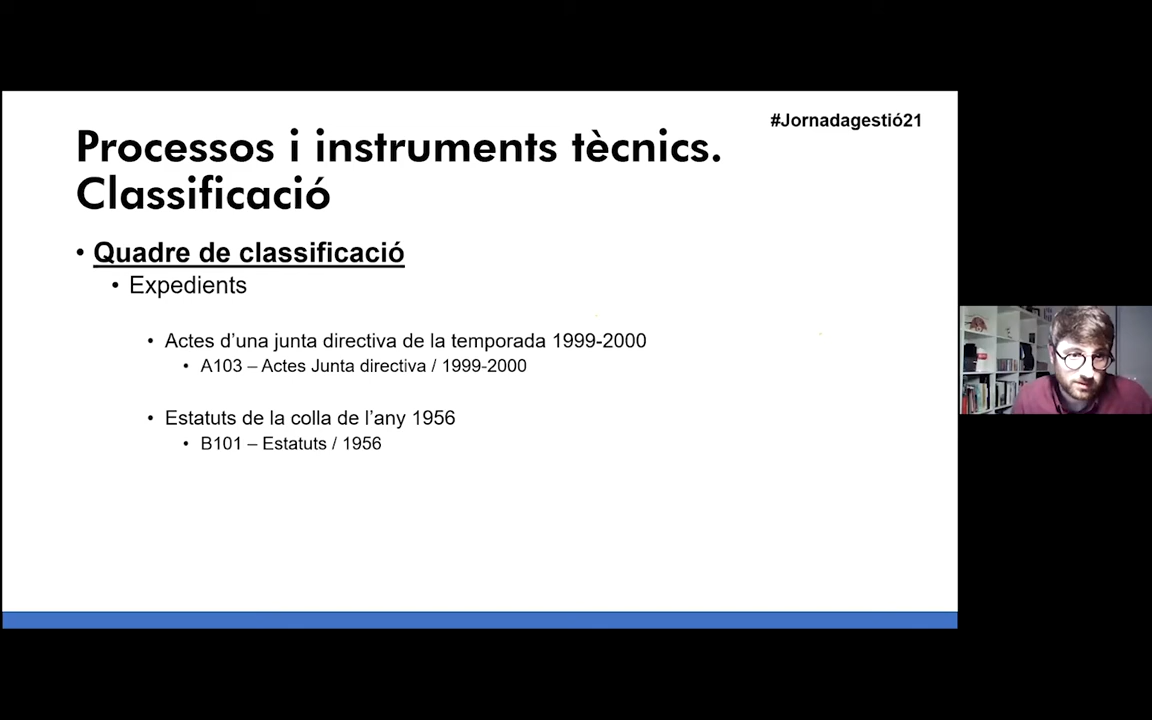 #Jornadagestió21
Processos i instruments tècnics.
Classificació
• Quadre de classificació
• Expedients
• Actes d’una junta directiva de la temporada 1999-2000
• A103 – Actes Junta directiva / 1999-2000
• Estatuts de la colla de l’any 1956
• B101 – Estatuts / 1956